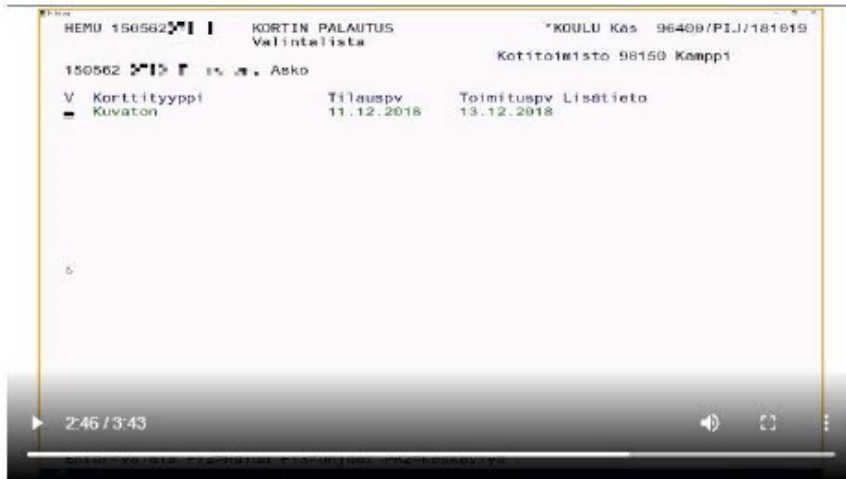 HEMU 150562 KORTIN PALAUTUS *KOULU Käs 96400/PIJ/181019
Valintalista
Kotitoimisto 98150 Kamppi
150562 Asko
V Korttityyppi Tilauspv Toimituspv Lisätieto
Kuvaton 11.12.2018 13.12.2018
2:46 / 3:43